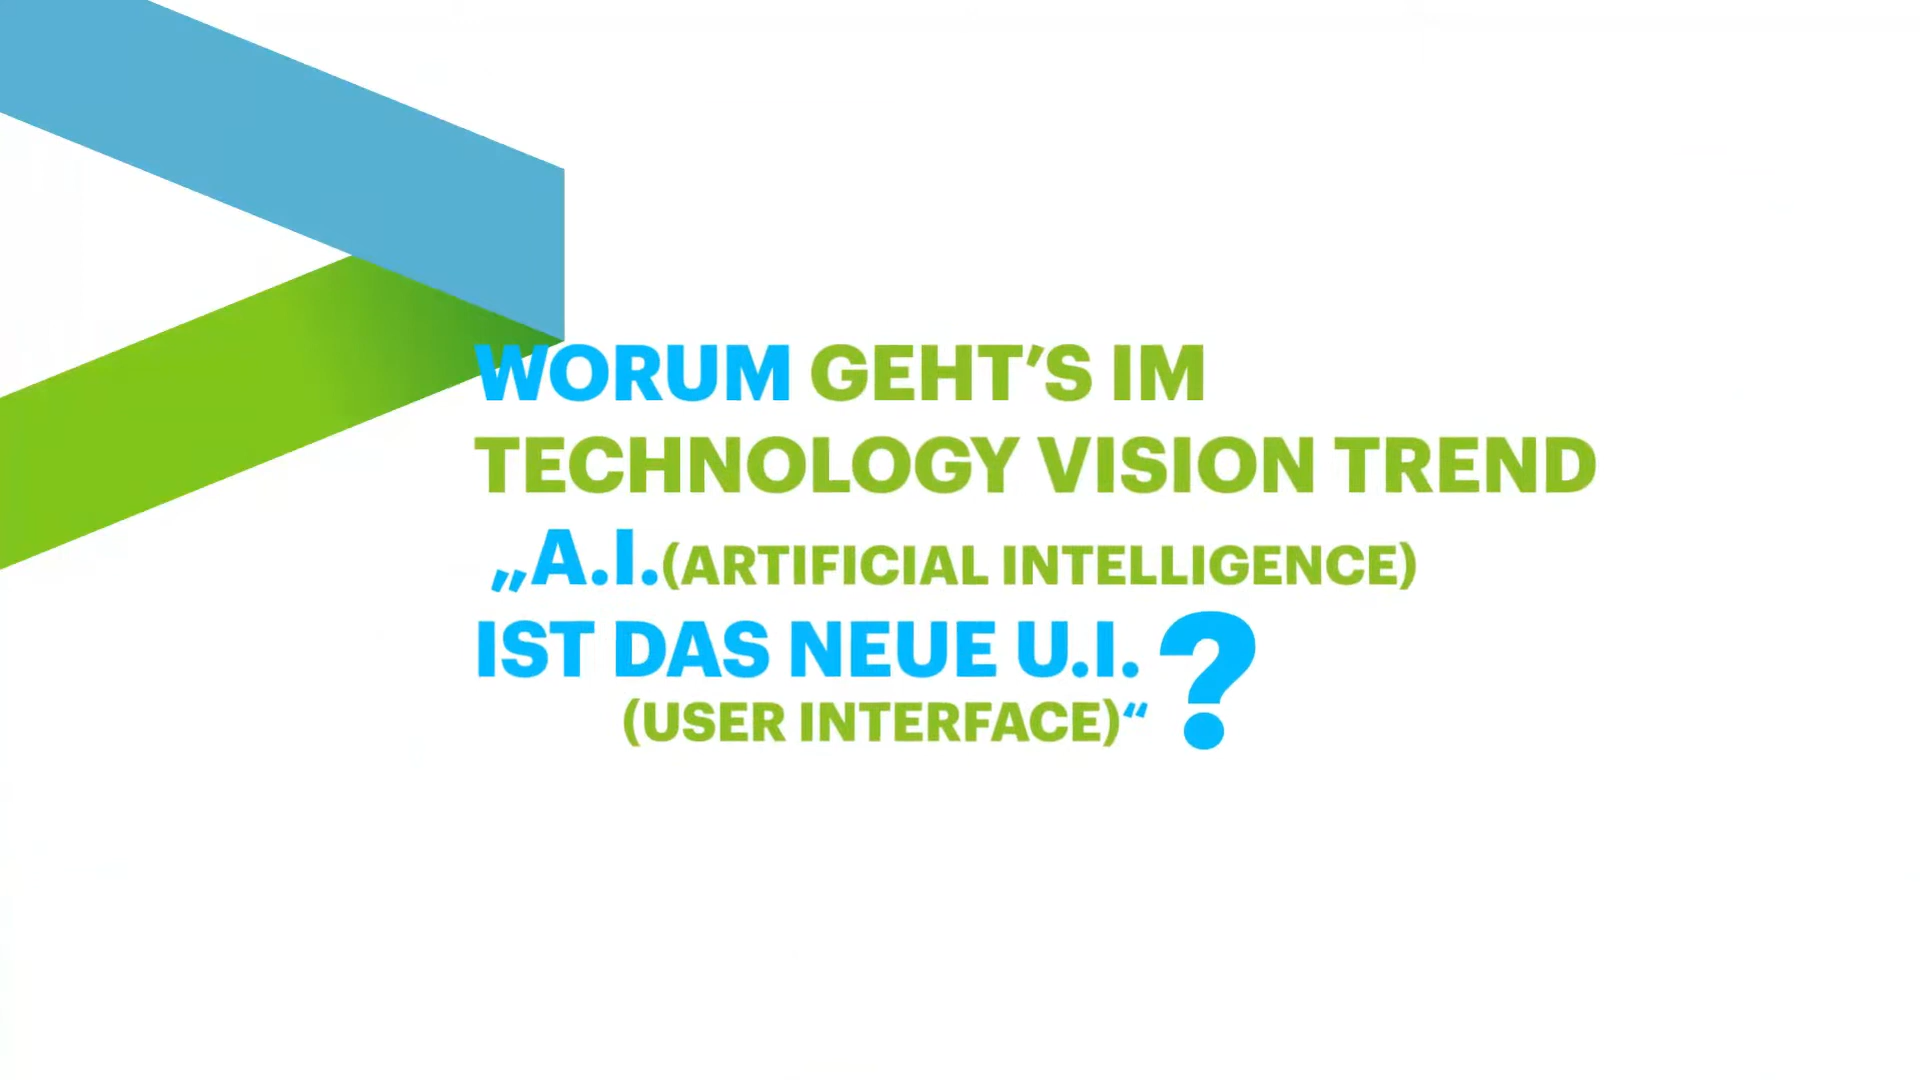 WORUM GEHT’S IM
TECHNOLOGY VISION TREND
„A.I.(ARTIFICIAL INTELLIGENCE)
IST DAS NEUE U.I.?
(USER INTERFACE)“